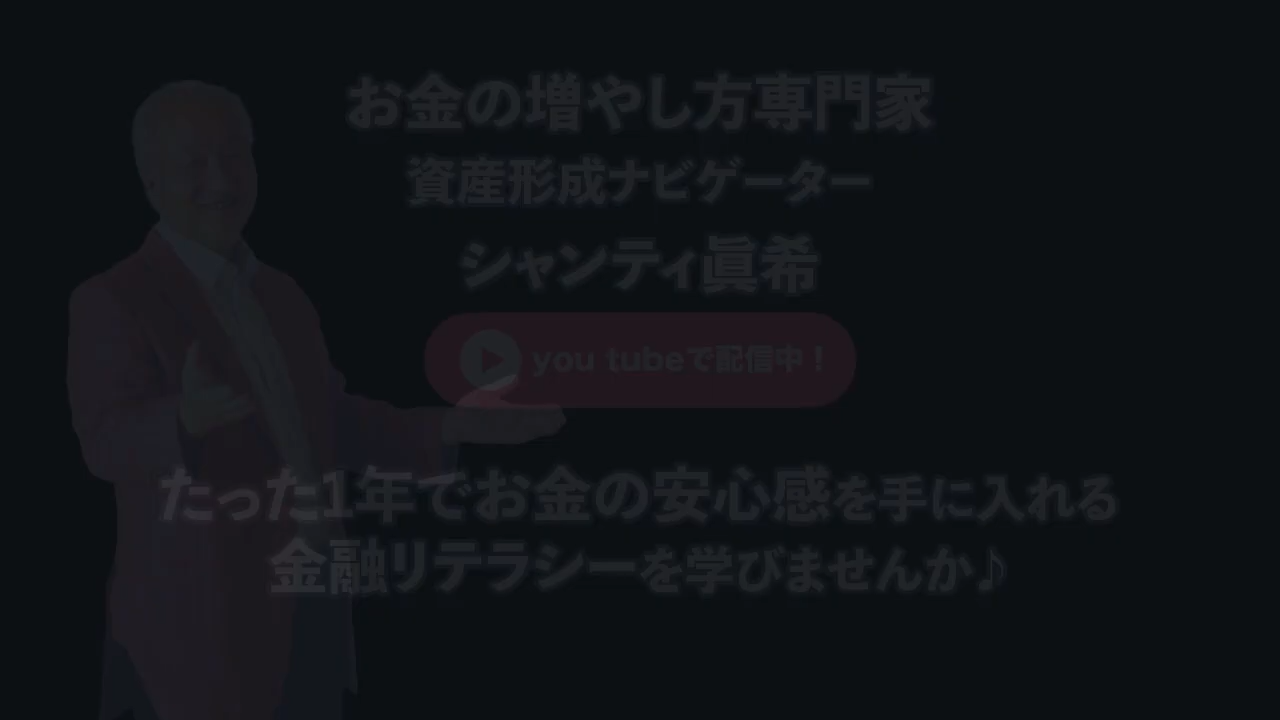 お金の増やし方専門家
資産形成ナビゲーター
シャンティ眞希
you tubeで配信中！
たった1年でお金の安心感を手に入れる
金融リテラシーを学びませんか♪